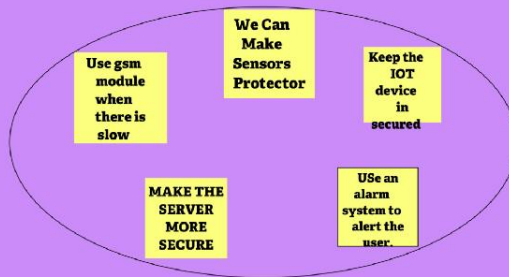 We Can
Make
Sensors
Protector
Use gsm
module
when
there is
slow
Keep the
IOT
device
in
secured
MAKE THE
SERVER
MORE
SECURE
USe an
alarm
system to
alert the
user.